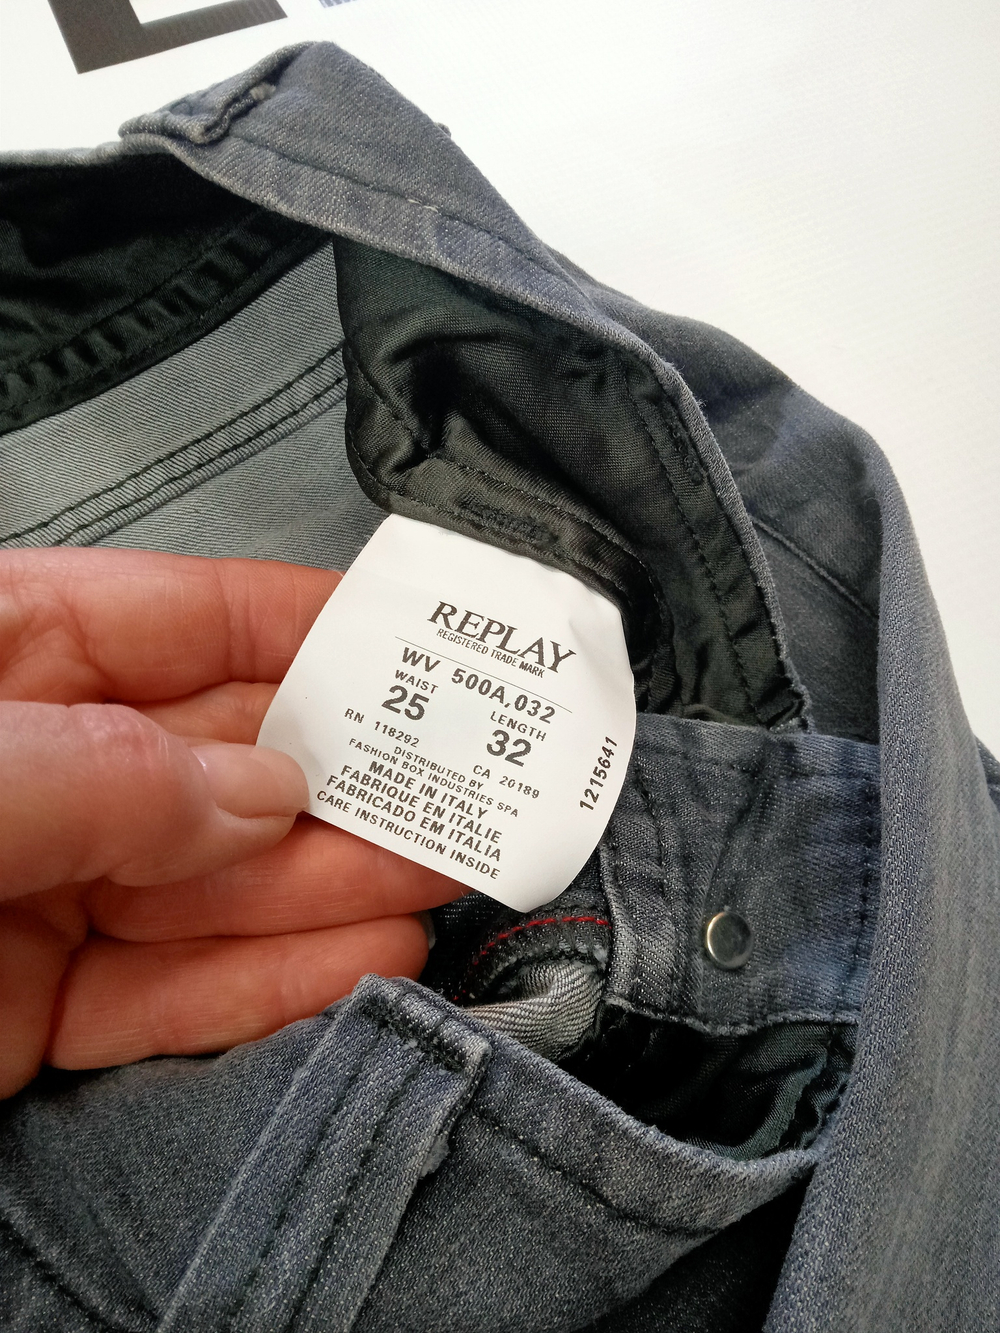 REPLAY
REGISTERED TRADE MARK
WV 500A,032
WAIST LENGTH
25 32
RN 118292 CA 20189
DISTRIBUTED BY
FASHION BOX INDUSTRIES SPA
MADE IN ITALY
FABRIQUE EN ITALIE
FABRICADO EM ITALIA
CARE INSTRUCTION INSIDE
1215641